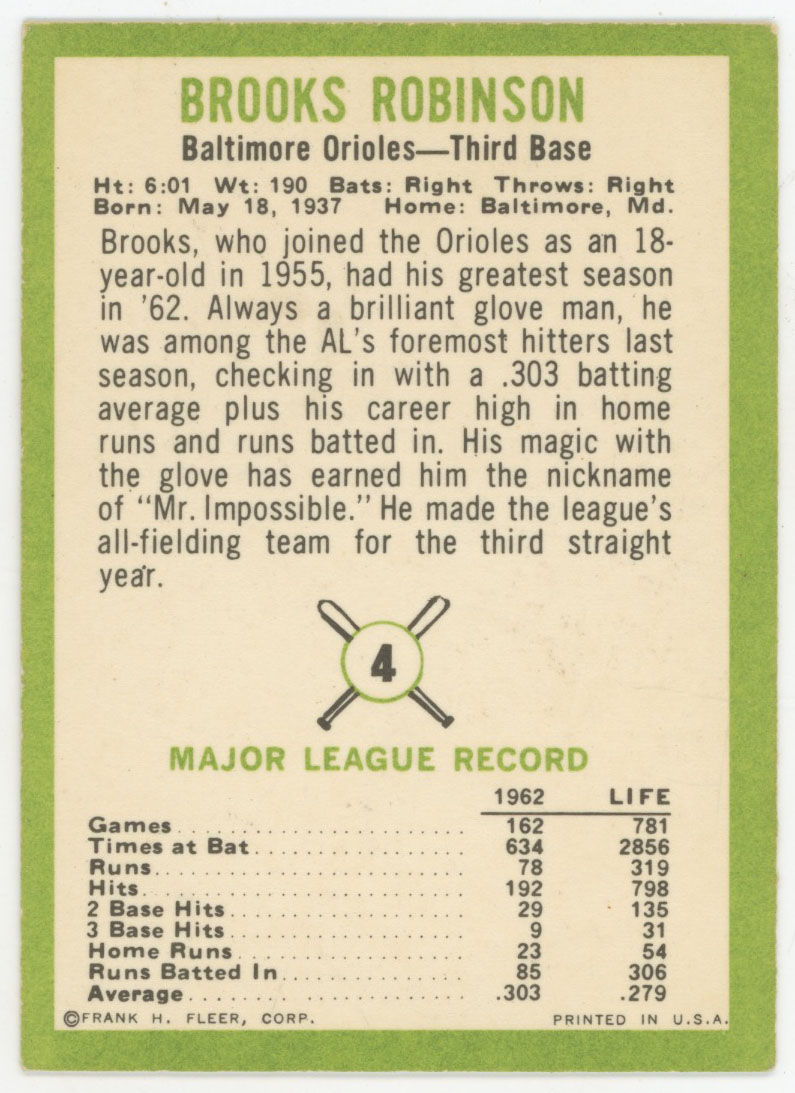 BROOKS ROBINSON
Baltimore Orioles—Third Base
Ht: 6:01 Wt: 190 Bats: Right Throws: Right
Born: May 18, 1937 Home: Baltimore, Md.
Brooks, who joined the Orioles as an 18-
year-old in 1955, had his greatest season
in '62. Always a brilliant glove man, he
was among the AL's foremost hitters last
season, checking in with a .303 batting
average plus his career high in home
runs and runs batted in. His magic with
the glove has earned him the nickname
of “Mr. Impossible.” He made the league's
all-fielding team for the third straight
year.
4
MAJOR LEAGUE RECORD
1962 LIFE
Games 162 781
Times at Bat 634 2856
Runs 78 319
Hits 192 798
2 Base Hits 29 135
3 Base Hits 9 31
Home Runs 23 54
Runs Batted In 85 306
Average .303 .279
©FRANK H. FLEER, CORP. PRINTED IN U.S.A.